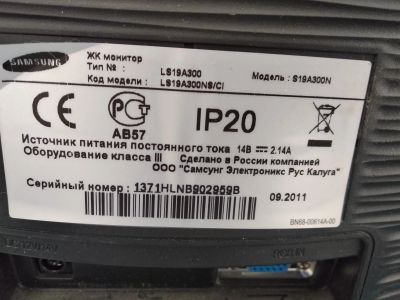 SAMSUNG
ЖК монитор
Тип № : LS19A300 Модель : S19A300N
Код модели : LS19A300NS/CI
CE PG IP20
АВ57
Источник питания постоянного тока 14В 2.14А
Оборудование класса III Сделано в России компанией
ООО "Самсунг Электроникс Рус Калуга"
Серийный номер : 1371HLNB902959B 09.2011
BN68-00614A-00